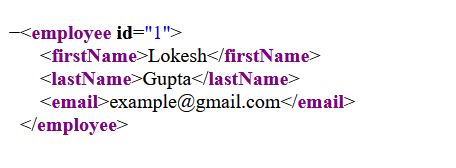 −<employee id="1">
<firstName>Lokesh</firstName>
<lastName>Gupta</lastName>
<email>example@gmail.com</email>
</employee>